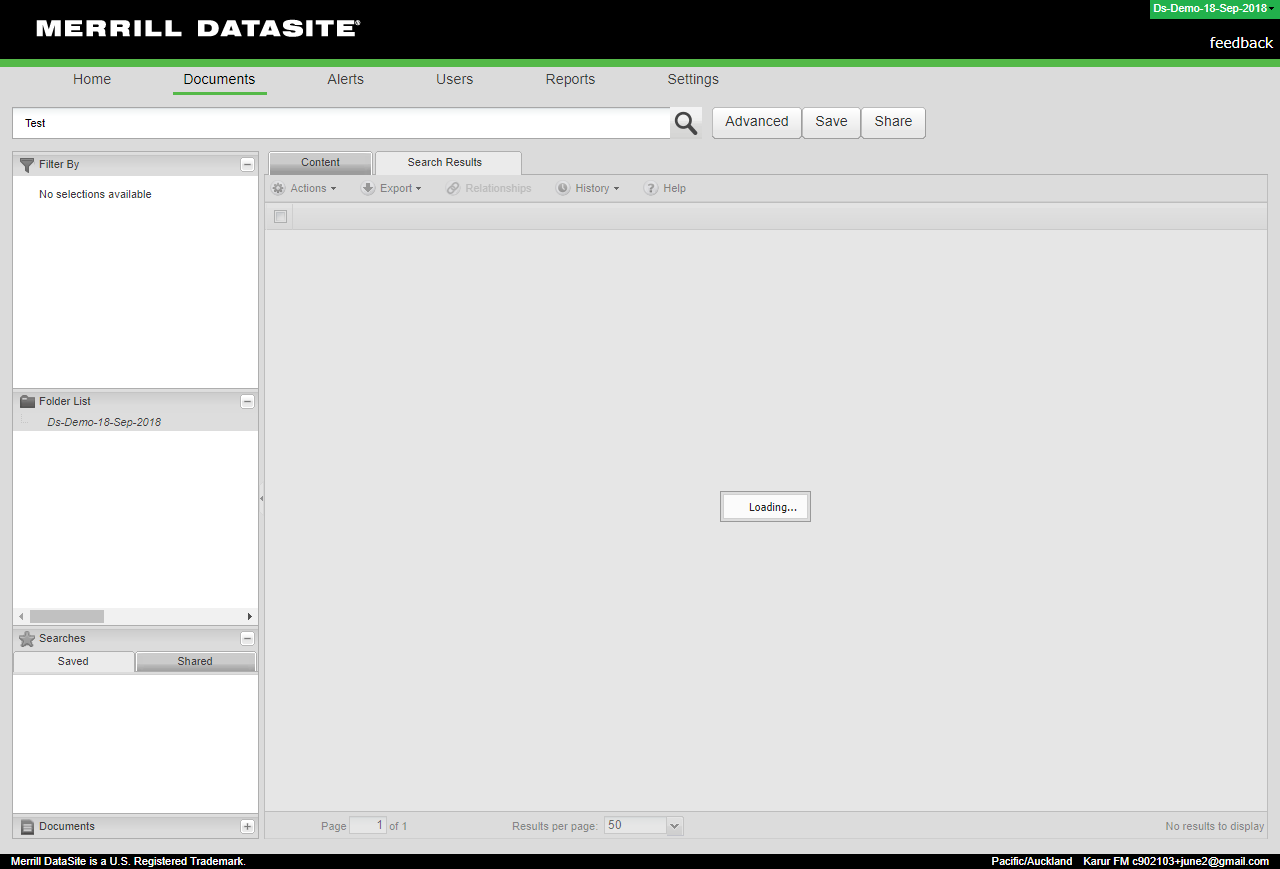 MERRILL DATASITE®
Ds-Demo-18-Sep-2018
feedback
Home Documents Alerts Users Reports Settings
Test
Advanced Save Share
Filter By
No selections available
Content Search Results
Actions Export Relationships History Help
Folder List
Ds-Demo-18-Sep-2018
Loading...
Searches
Saved Shared
Documents
Page 1 of 1 Results per page: 50 No results to display
Merrill DataSite is a U.S. Registered Trademark. Pacific/Auckland Karur FM c902103+june2@gmail.com